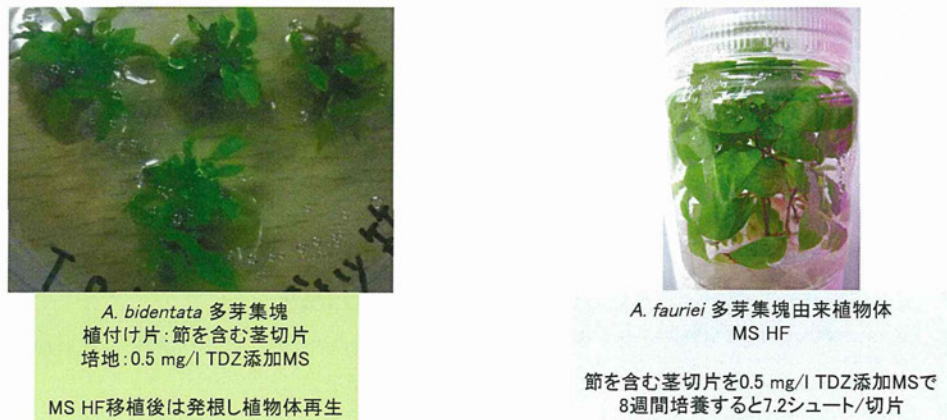 A. bidentata 多芽集塊
植付け片:節を含む茎切片
培地:0.5 mg/l TDZ添加MS
MS HF移植後は発根し植物体再生
A. fauriei 多芽集塊由来植物体
MS HF
節を含む茎切片を0.5 mg/l TDZ添加MSで
8週間培養すると7.2シュート/切片